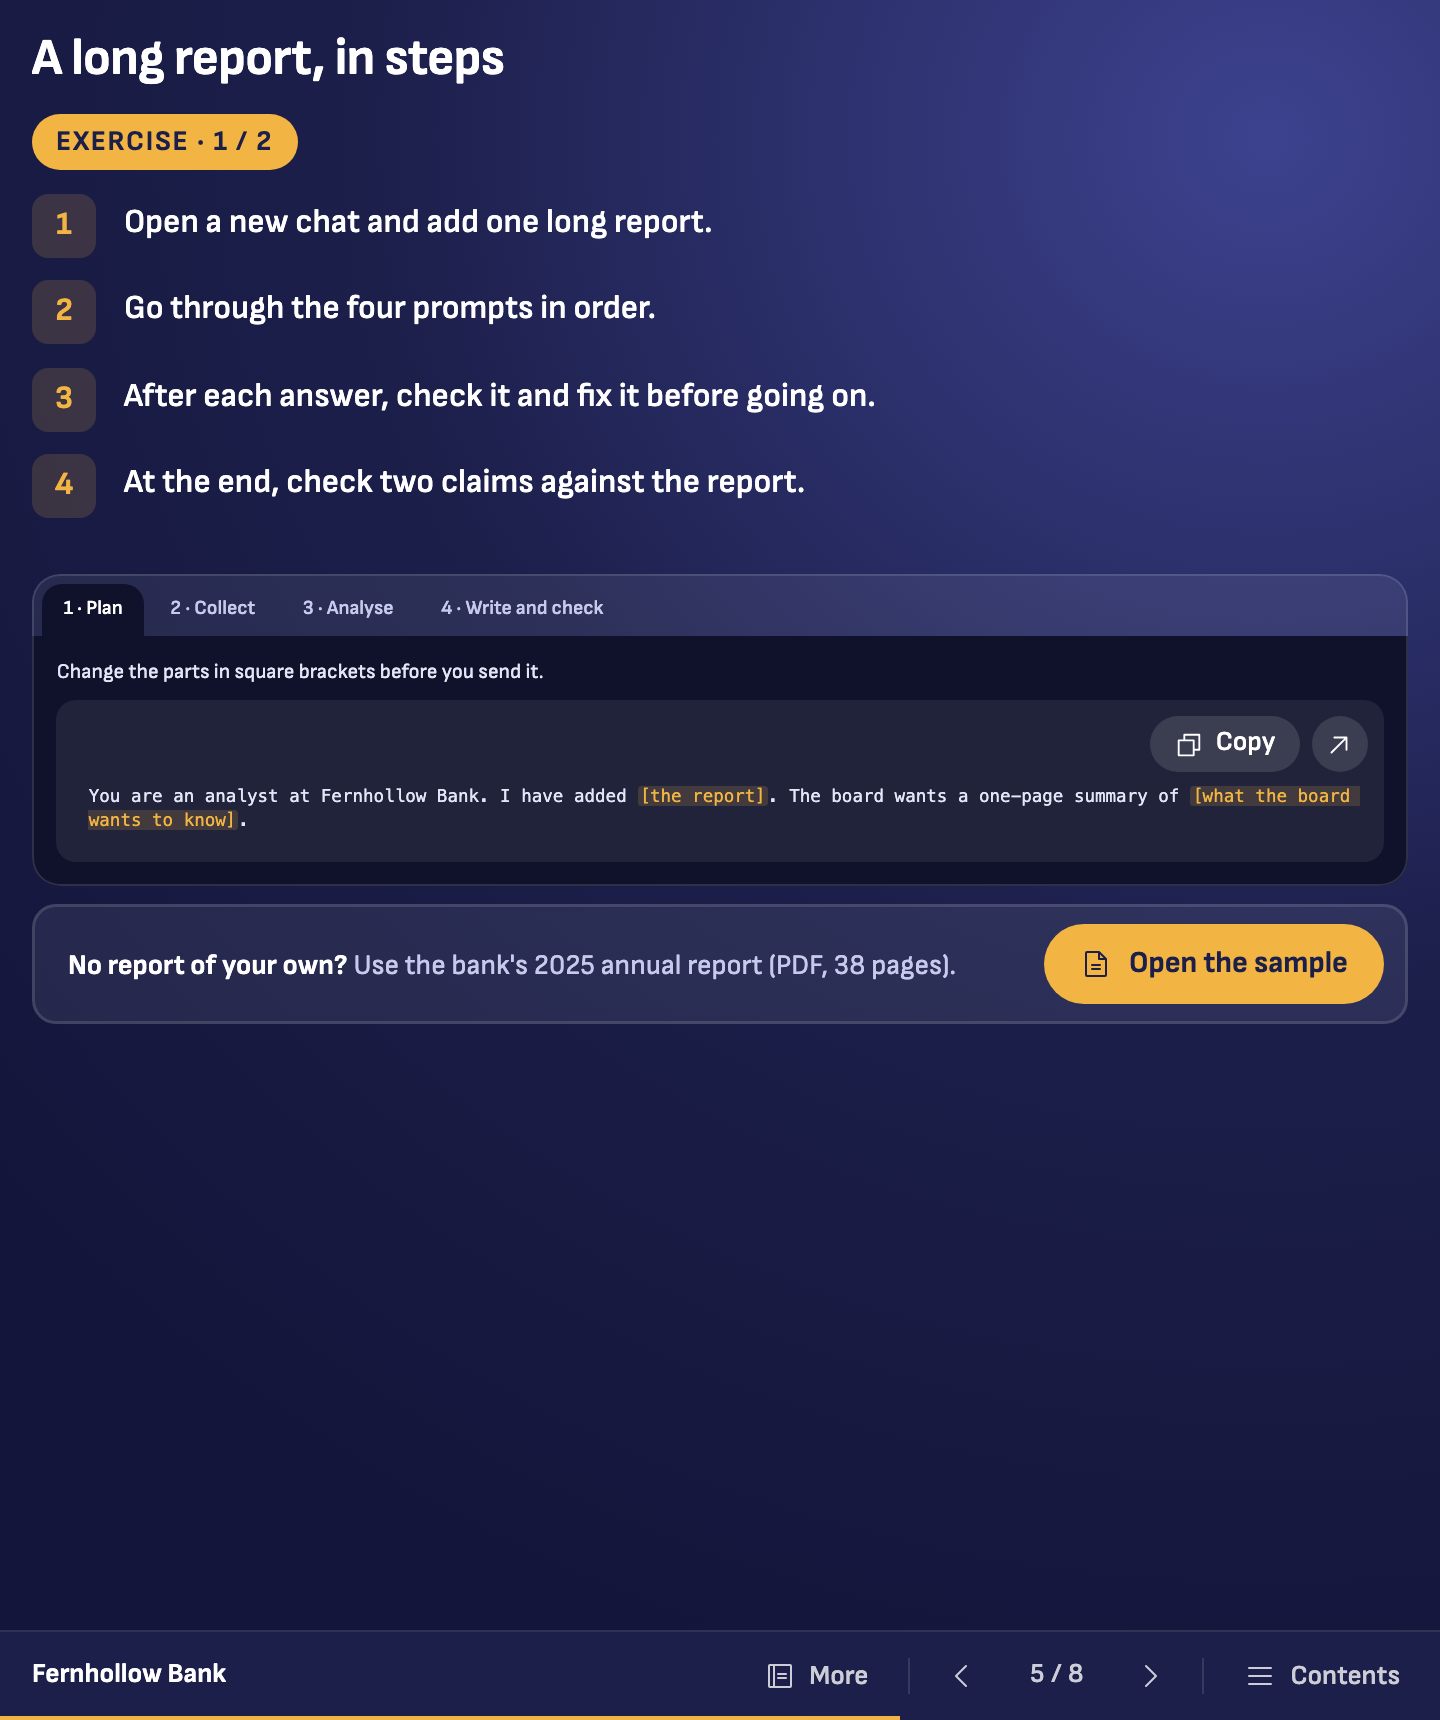 A long report, in steps
EXERCISE · 1 / 2
1 Open a new chat and add one long report.
2 Go through the four prompts in order.
3 After each answer, check it and fix it before going on.
4 At the end, check two claims against the report.
1 · Plan 2 · Collect 3 · Analyse 4 · Write and check
Change the parts in square brackets before you send it.
Copy
You are an analyst at Fernhollow Bank. I have added [the report]. The board wants a one-page summary of [what the board
wants to know].
No report of your own? Use the bank's 2025 annual report (PDF, 38 pages). Open the sample
Fernhollow Bank More 5 / 8 Contents